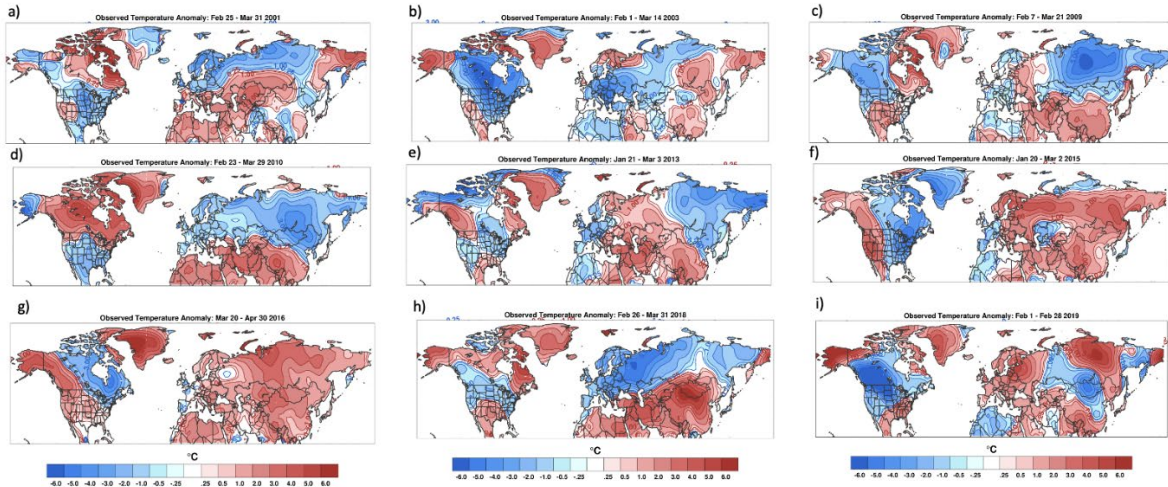 a) Observed Temperature Anomaly: Feb 25 - Mar 31 2001
b) Observed Temperature Anomaly: Feb 1 - Mar 14 2003
c) Observed Temperature Anomaly: Feb 7 - Mar 21 2009
d) Observed Temperature Anomaly: Feb 23 - Mar 29 2010
e) Observed Temperature Anomaly: Jan 21 - Mar 3 2013
f) Observed Temperature Anomaly: Jan 20 - Mar 2 2015
g) Observed Temperature Anomaly: Mar 20 - Apr 30 2016
h) Observed Temperature Anomaly: Feb 26 - Mar 31 2018
i) Observed Temperature Anomaly: Feb 1 - Feb 28 2019
°C
-6.0 -5.0 -4.0 -3.0 -2.0 -1.0 -.5 -.25 .25 .5 1.0 2.0 3.0 4.0 5.0 6.0
°C
-6.0 -5.0 -4.0 -3.0 -2.0 -1.0 -.5 -.25 .25 .5 1.0 2.0 3.0 4.0 5.0 6.0
°C
-6.0 -5.0 -4.0 -3.0 -2.0 -1.0 -.5 -.25 .25 .5 1.0 2.0 3.0 4.0 5.0 6.0